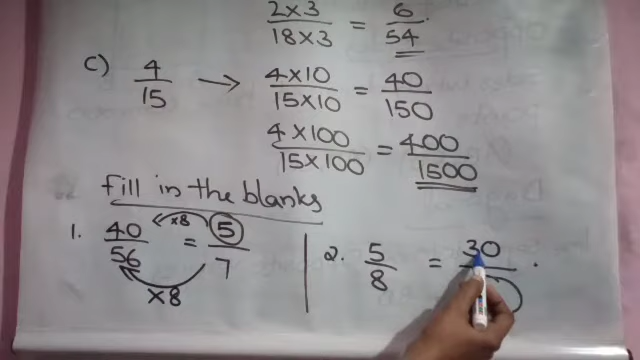 2×3/18×3 = 6/54.
c) 4/15 → 4×10/15×10 = 40/150
4×100/15×100 = 400/1500
Fill in the blanks
1. 40/56 = 5/7 ×8 ×8
2. 5/8 = 30/ .